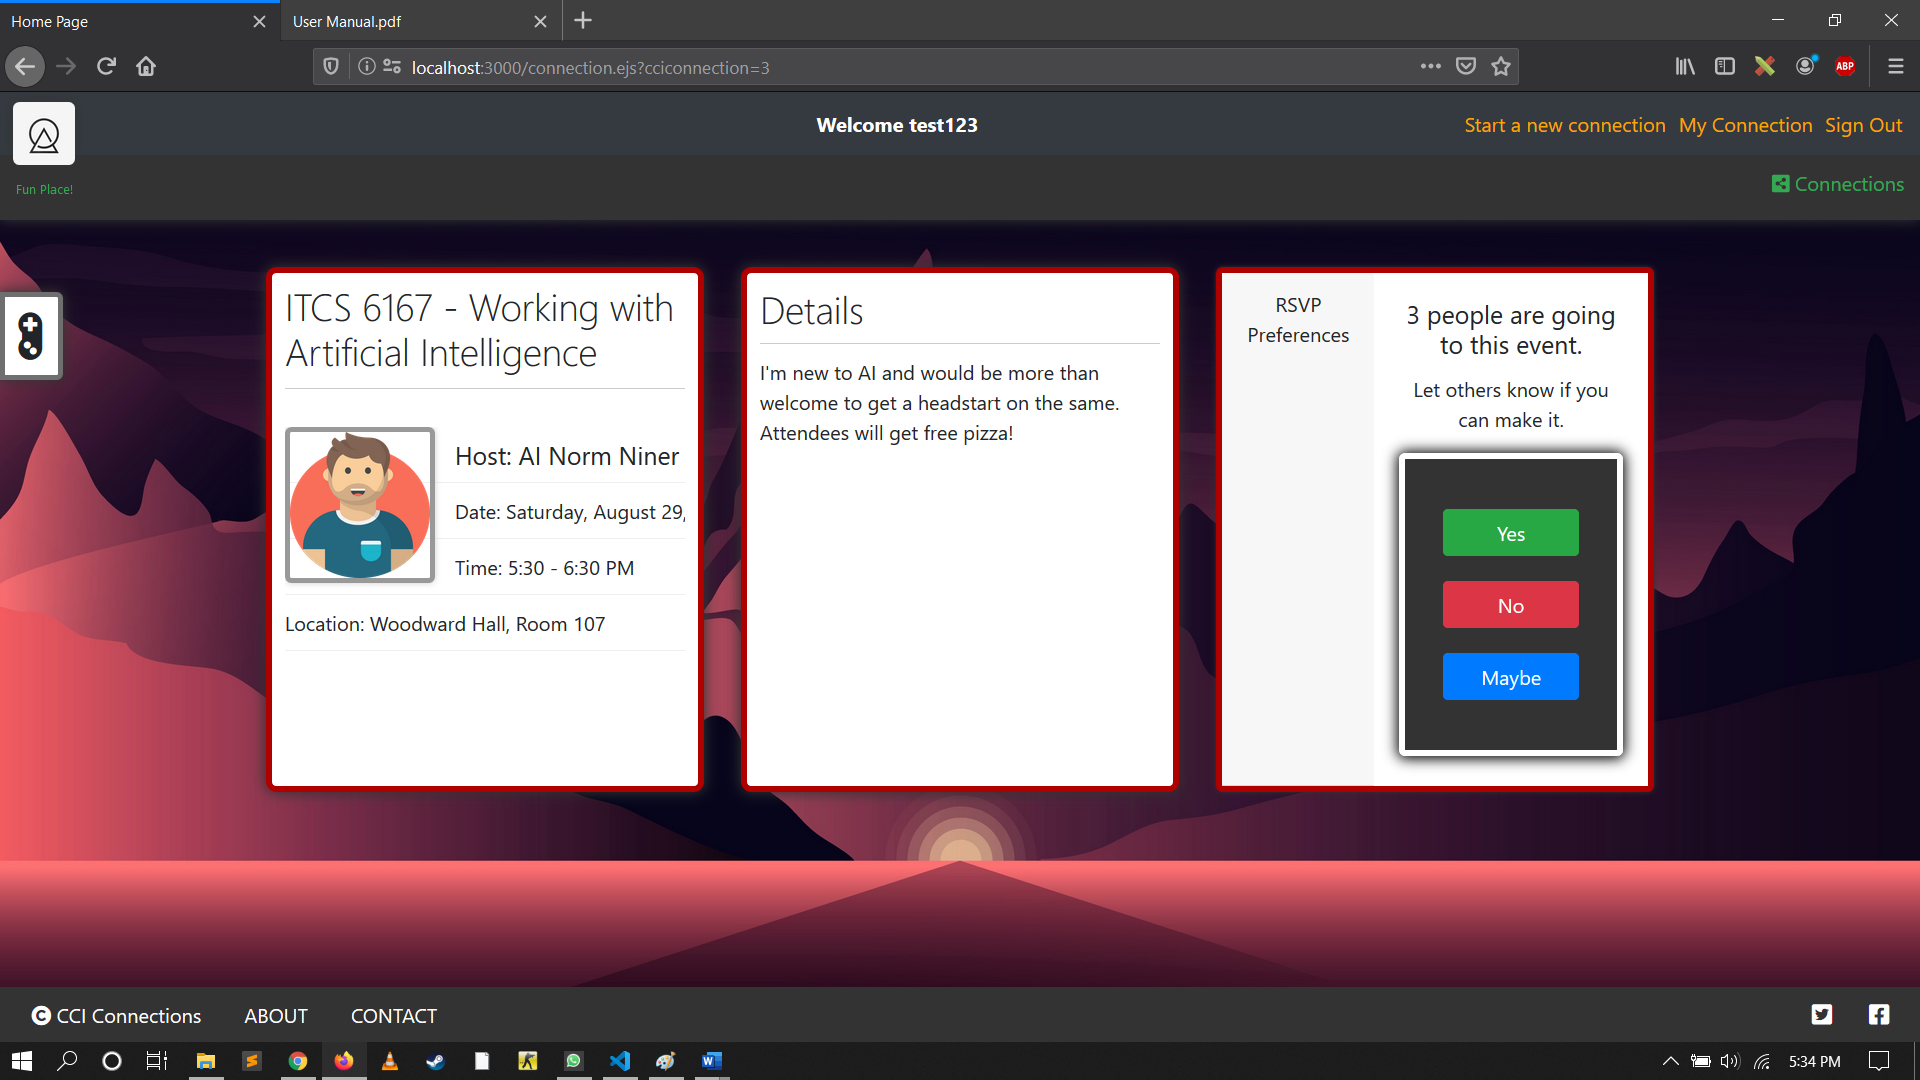 Home Page
User Manual.pdf
localhost:3000/connection.ejs?cciconnection=3
ABP
Welcome test123
Start a new connection
My Connection
Sign Out
Fun Place!
Connections
ITCS 6167 - Working with
Artificial Intelligence
Host: AI Norm Niner
Date: Saturday, August 29,
Time: 5:30 - 6:30 PM
Location: Woodward Hall, Room 107
Details
I'm new to AI and would be more than
welcome to get a headstart on the same.
Attendees will get free pizza!
RSVP
Preferences
3 people are going
to this event.
Let others know if you
can make it.
Yes
No
Maybe
CCI Connections
ABOUT
CONTACT
5:34 PM